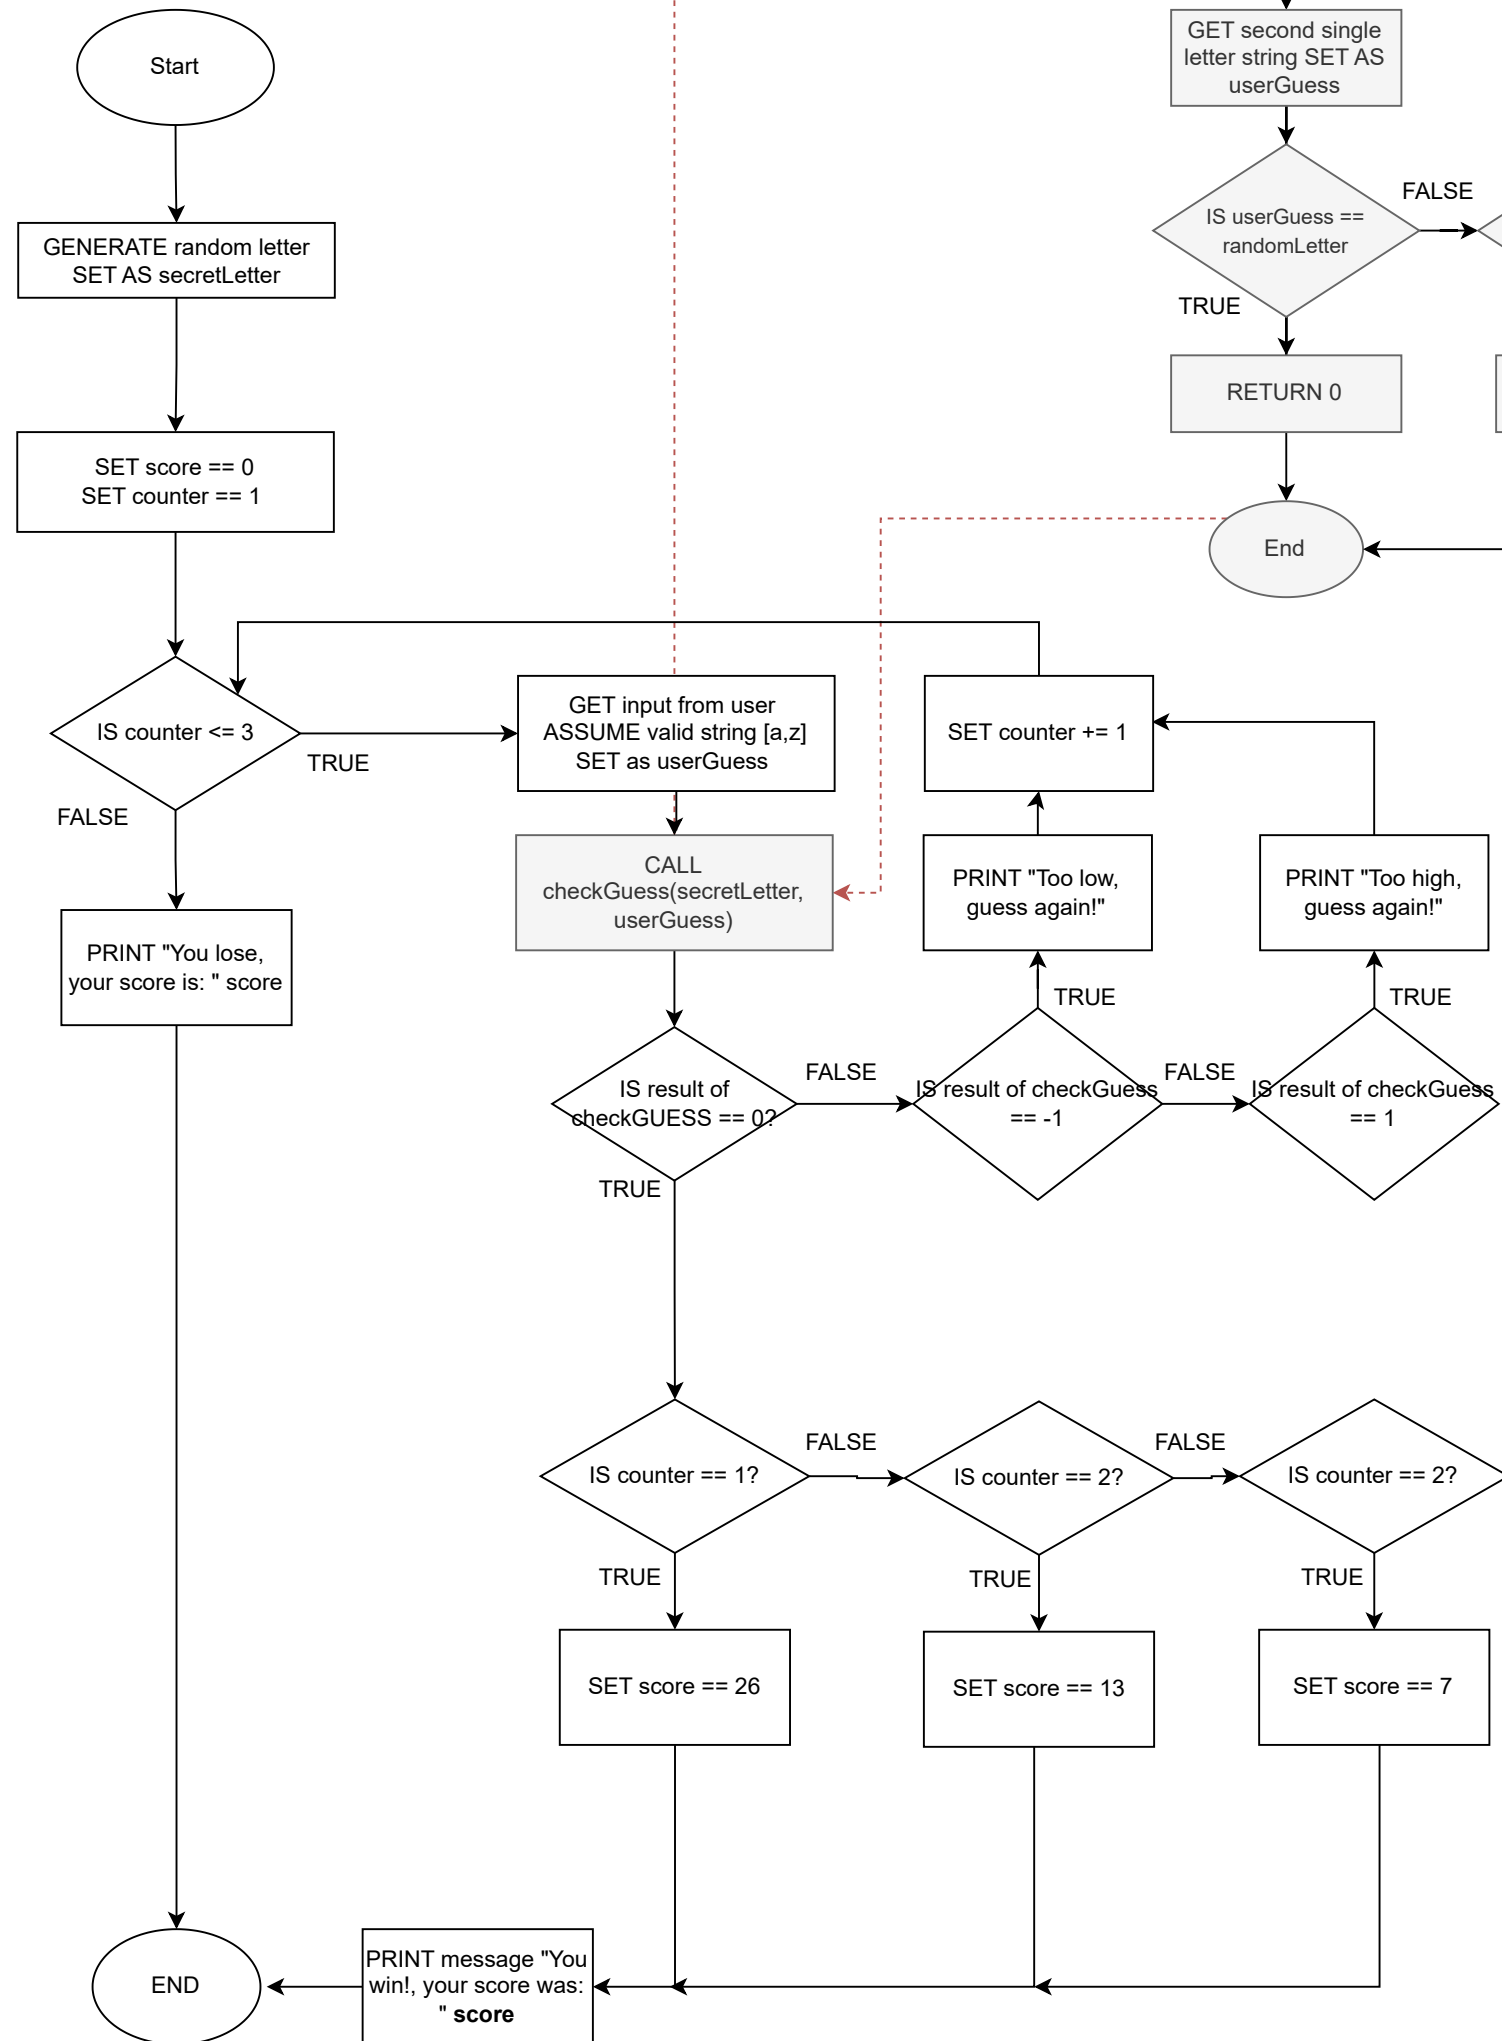 Start
GET second single
letter string SET AS
userGuess
IS userGuess ==
randomLetter
FALSE
TRUE
RETURN 0
End
GENERATE random letter
SET AS secretLetter
SET score == 0
SET counter == 1
IS counter <= 3
TRUE
FALSE
GET input from user
ASSUME valid string [a,z]
SET as userGuess
SET counter += 1
CALL
checkGuess(secretLetter,
userGuess)
PRINT "Too low,
guess again!"
PRINT "Too high,
guess again!"
PRINT "You lose,
your score is: " score
IS result of
checkGUESS == 0?
FALSE
TRUE
IS result of checkGuess
== -1
TRUE
FALSE
IS result of checkGuess
== 1
TRUE
IS counter == 1?
FALSE
TRUE
IS counter == 2?
FALSE
TRUE
IS counter == 2?
TRUE
SET score == 26
SET score == 13
SET score == 7
END
PRINT message "You
win!, your score was:
" score